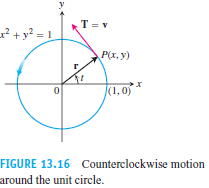 y
T = v
x² + y² = 1
P(x, y)
r
t
0
(1, 0)
x
FIGURE 13.16 Counterclockwise motion
around the unit circle.